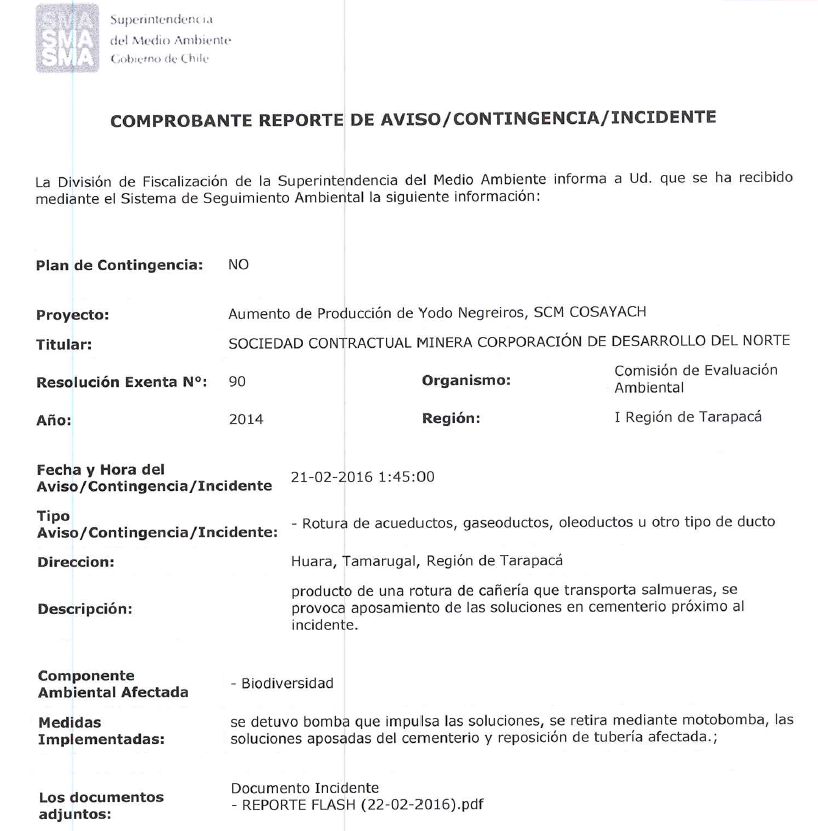 SMA
SMA
SMA
Superintendencia
del Medio Ambiente
Gobierno de Chile
COMPROBANTE REPORTE DE AVISO/CONTINGENCIA/INCIDENTE
La División de Fiscalización de la Superintendencia del Medio Ambiente informa a Ud. que se ha recibido
mediante el Sistema de Seguimiento Ambiental la siguiente información:
Plan de Contingencia: NO
Proyecto: Aumento de Producción de Yodo Negreiros, SCM COSAYACH
Titular: SOCIEDAD CONTRACTUAL MINERA CORPORACIÓN DE DESARROLLO DEL NORTE
Resolución Exenta N°: 90 Organismo: Comisión de Evaluación
Ambiental
Año: 2014 Región: I Región de Tarapacá
Fecha y Hora del
Aviso/Contingencia/Incidente 21-02-2016 1:45:00
Tipo
Aviso/Contingencia/Incidente: - Rotura de acueductos, gaseoductos, oleoductos u otro tipo de ducto
Direccion: Huara, Tamarugal, Región de Tarapacá
Descripción: producto de una rotura de cañería que transporta salmueras, se
provoca aposamiento de las soluciones en cementerio próximo al
incidente.
Componente
Ambiental Afectada - Biodiversidad
Medidas
Implementadas: se detuvo bomba que impulsa las soluciones, se retira mediante motobomba, las
soluciones aposadas del cementerio y reposición de tubería afectada.;
Los documentos
adjuntos: Documento Incidente
- REPORTE FLASH (22-02-2016).pdf